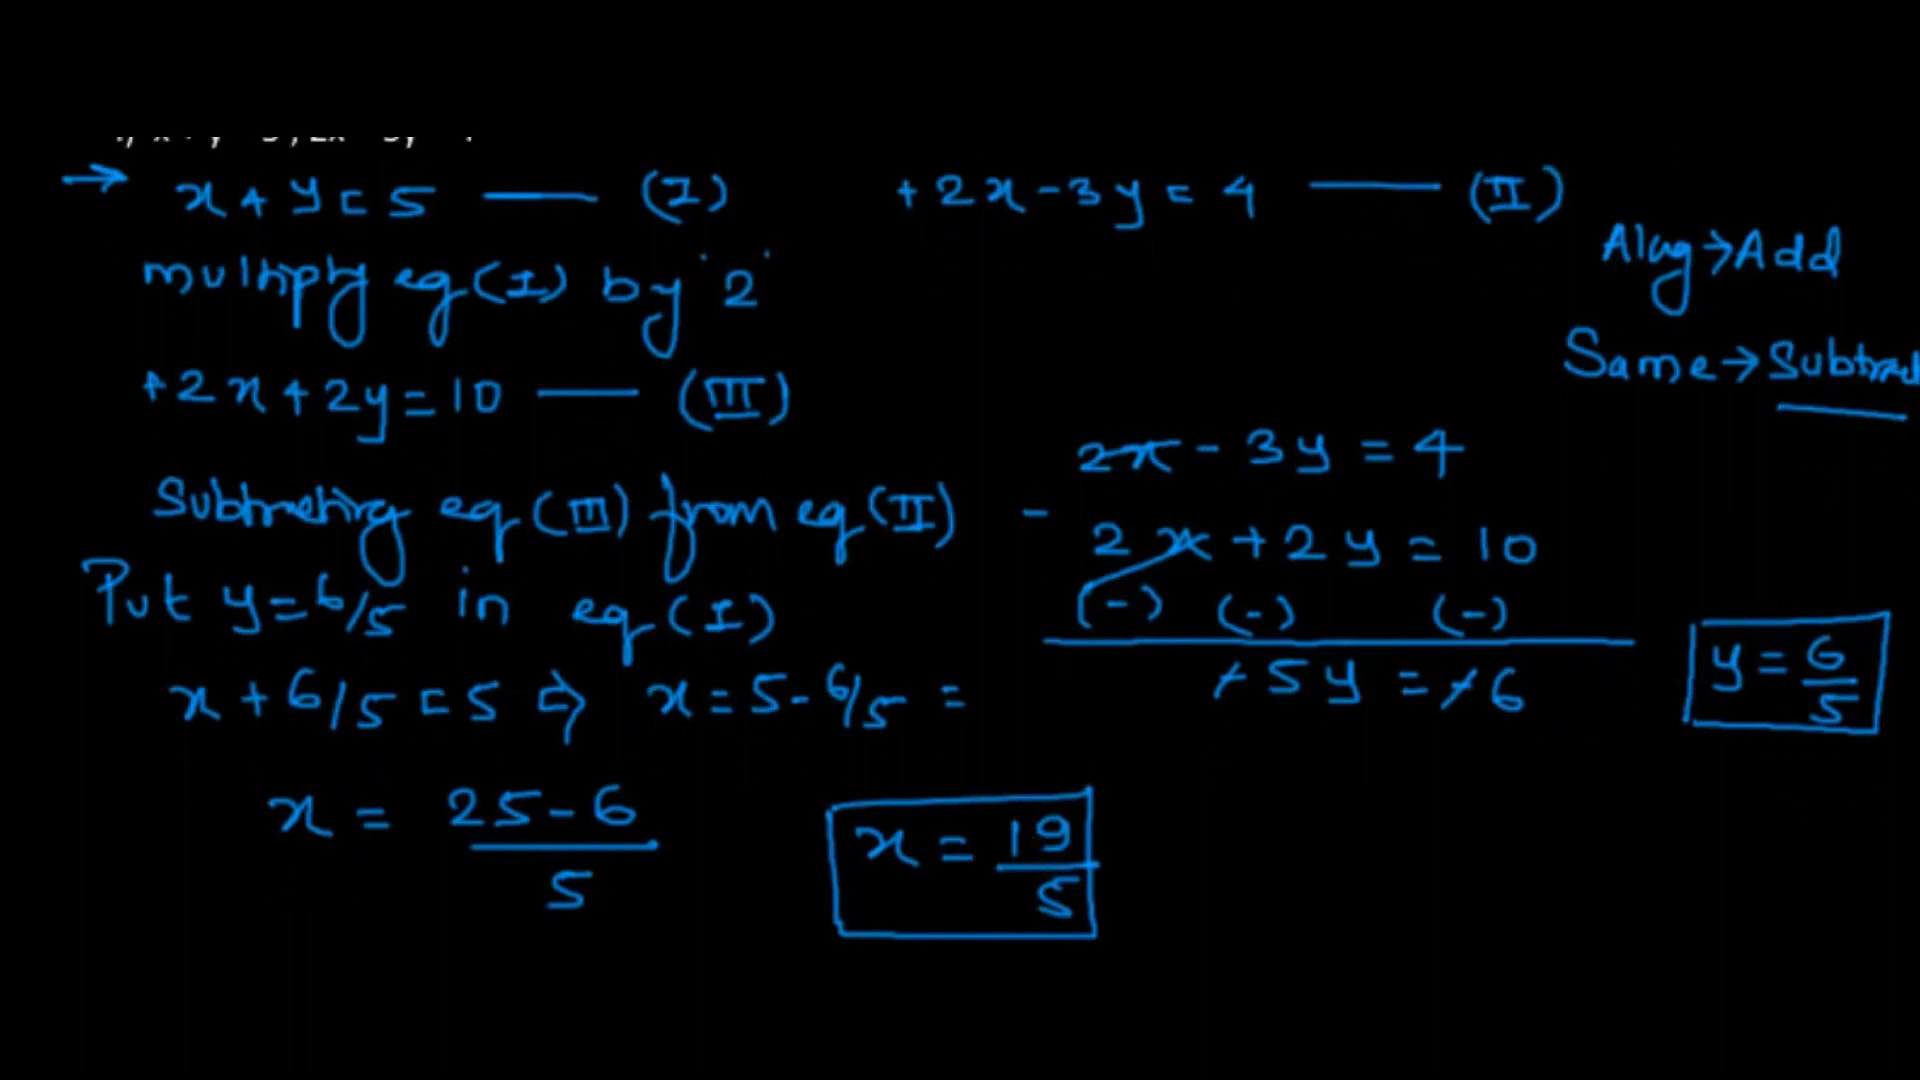 → x + y = 5 —— (I) +2x - 3y = 4 —— (II)
Alag → Add
multiply eq (I) by '2'
Same → Subtract
+2x + 2y = 10 —— (III)
2x - 3y = 4
Subtracting eq (III) from eq (II)
- 2x + 2y = 10
(-) (-) (-)
Put y = 6/5 in eq (I)
-5y = -6
y = 6/5
x + 6/5 = 5 ⇒ x = 5 - 6/5 =
x = 25 - 6 / 5
x = 19/5